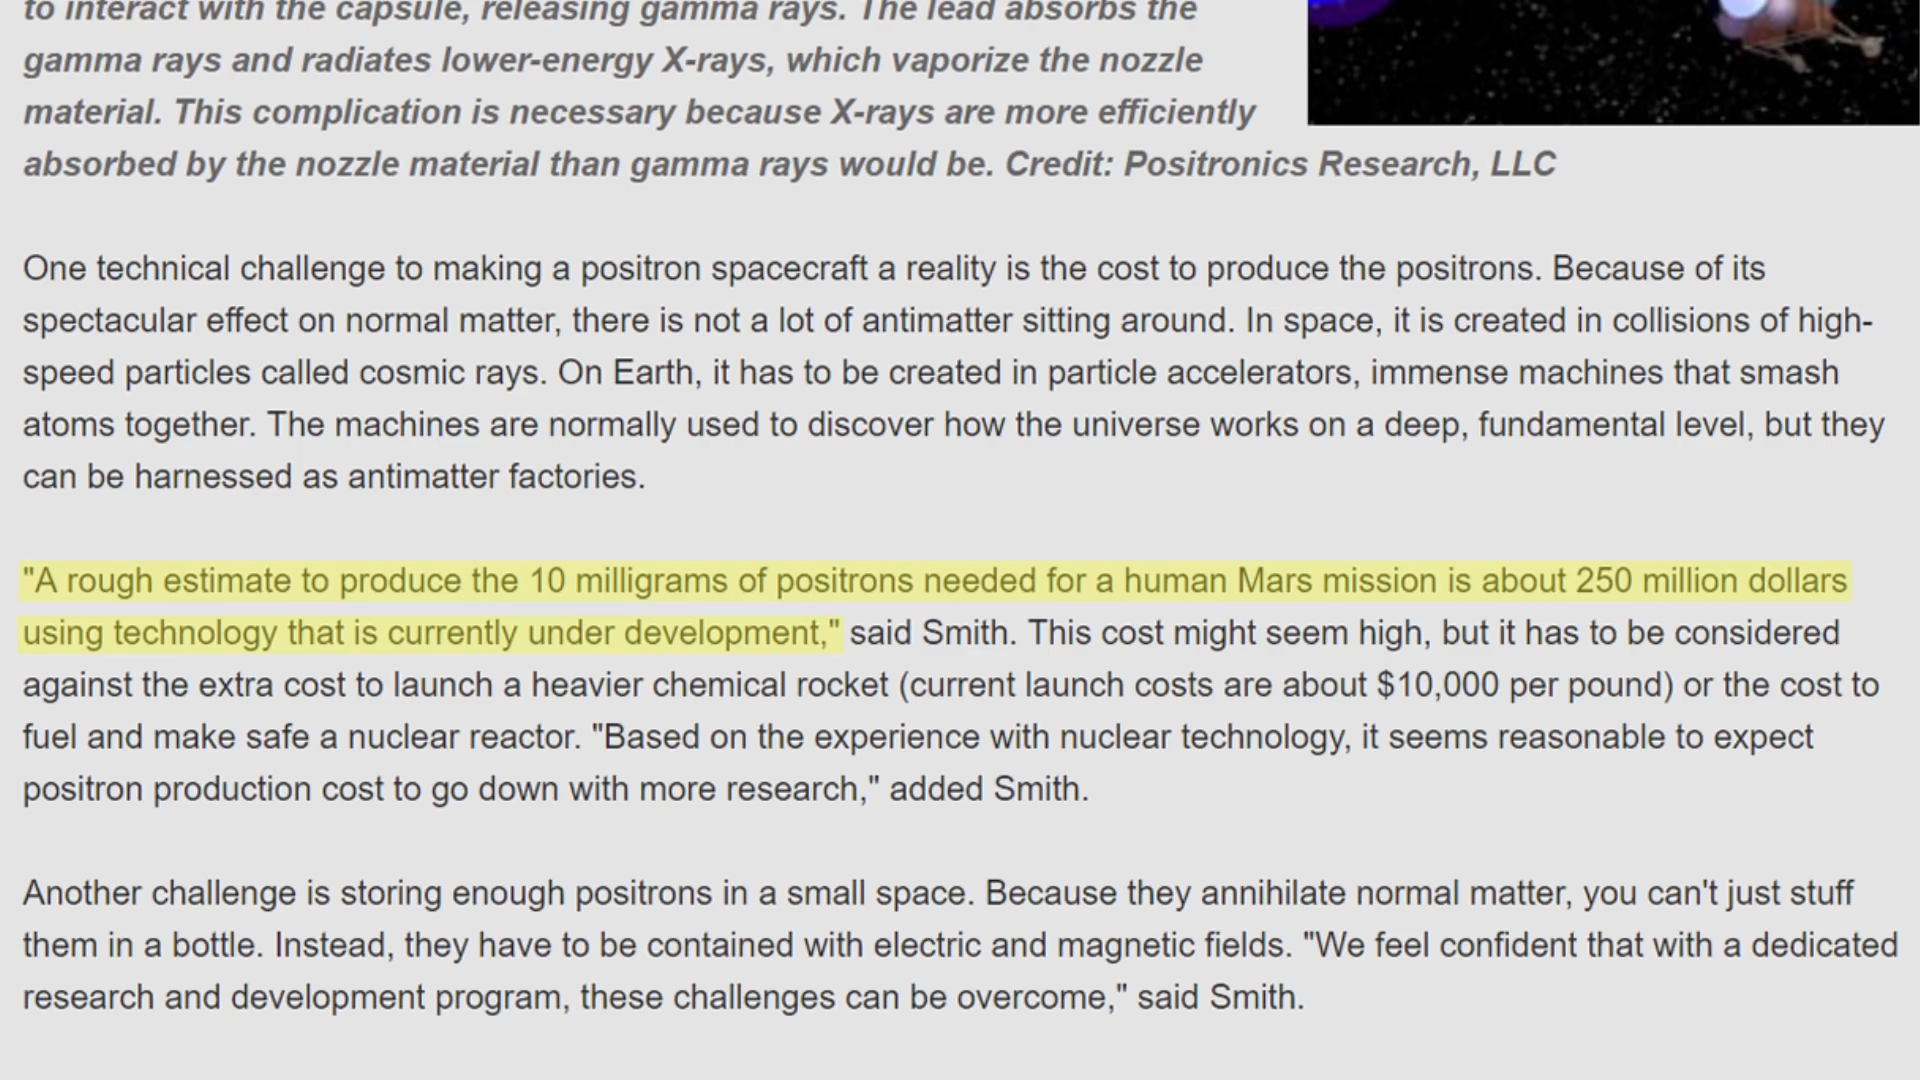 to interact with the capsule, releasing gamma rays. The lead absorbs the
gamma rays and radiates lower-energy X-rays, which vaporize the nozzle
material. This complication is necessary because X-rays are more efficiently
absorbed by the nozzle material than gamma rays would be. Credit: Positronics Research, LLC
One technical challenge to making a positron spacecraft a reality is the cost to produce the positrons. Because of its
spectacular effect on normal matter, there is not a lot of antimatter sitting around. In space, it is created in collisions of high-
speed particles called cosmic rays. On Earth, it has to be created in particle accelerators, immense machines that smash
atoms together. The machines are normally used to discover how the universe works on a deep, fundamental level, but they
can be harnessed as antimatter factories.
"A rough estimate to produce the 10 milligrams of positrons needed for a human Mars mission is about 250 million dollars
using technology that is currently under development," said Smith. This cost might seem high, but it has to be considered
against the extra cost to launch a heavier chemical rocket (current launch costs are about $10,000 per pound) or the cost to
fuel and make safe a nuclear reactor. "Based on the experience with nuclear technology, it seems reasonable to expect
positron production cost to go down with more research," added Smith.
Another challenge is storing enough positrons in a small space. Because they annihilate normal matter, you can't just stuff
them in a bottle. Instead, they have to be contained with electric and magnetic fields. "We feel confident that with a dedicated
research and development program, these challenges can be overcome," said Smith.